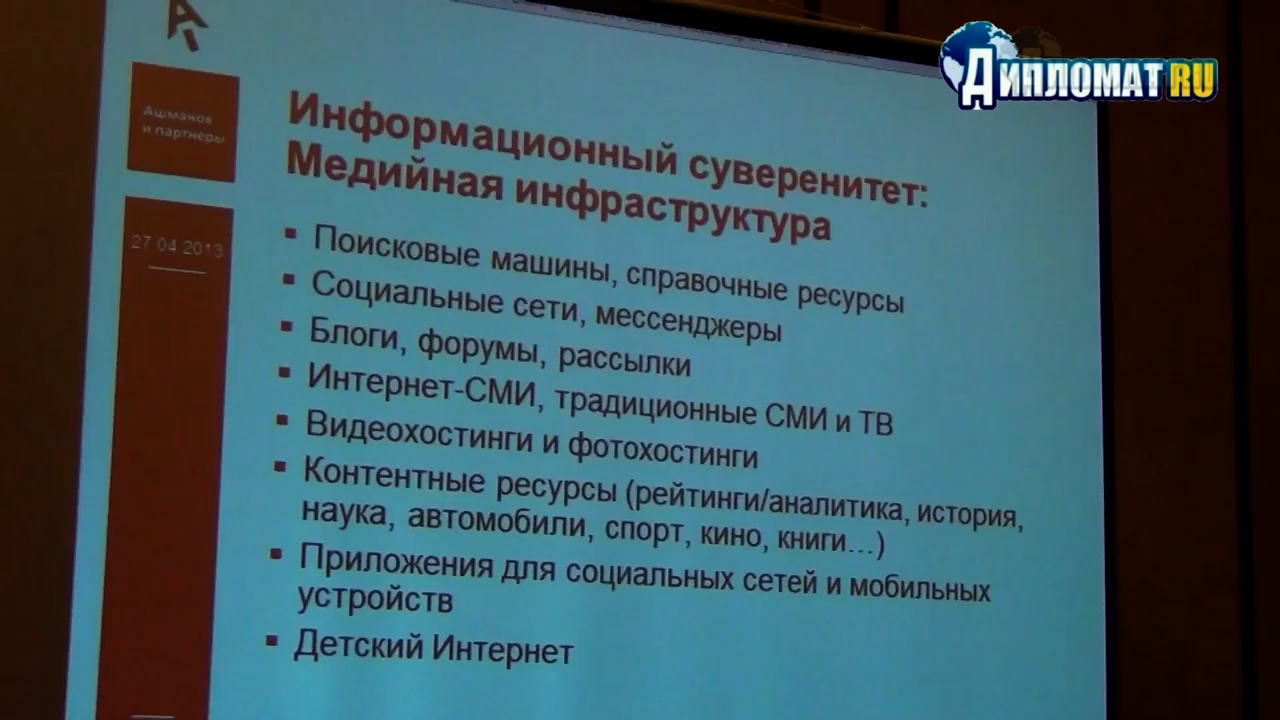 ДИПЛОМАТ RU
Ашманов
и партнеры
27 04 2013
Информационный суверенитет:
Медийная инфраструктура
▪ Поисковые машины, справочные ресурсы
▪ Социальные сети, мессенджеры
▪ Блоги, форумы, рассылки
▪ Интернет-СМИ, традиционные СМИ и ТВ
▪ Видеохостинги и фотохостинги
▪ Контентные ресурсы (рейтинги/аналитика, история,
наука, автомобили, спорт, кино, книги...)
▪ Приложения для социальных сетей и мобильных
устройств
▪ Детский Интернет